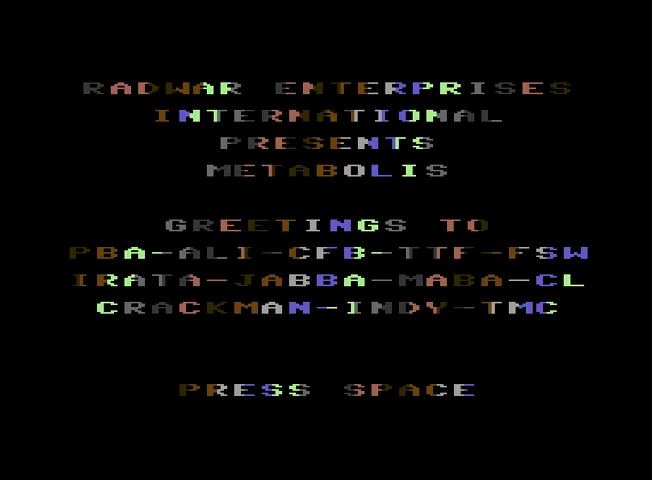 RADWAR ENTERPRISES
INTERNATIONAL
PRESENTS
METABOLIS
GREETINGS TO
PBA-ALI-CFB-TTF-FSW
IRATA-JABBA-MABA-CL
CRACKMAN-INDY-TMC
PRESS SPACE